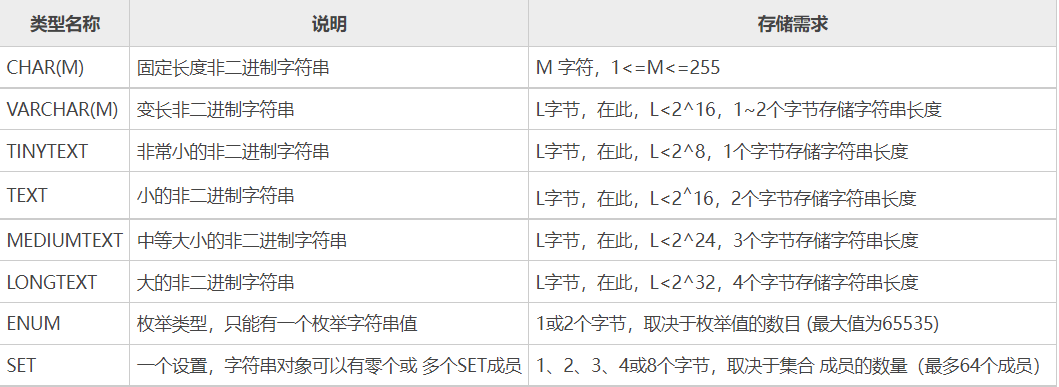 类型名称 说明 存储需求
CHAR(M) 固定长度非二进制字符串 M 字符，1<=M<=255
VARCHAR(M) 变长非二进制字符串 L字节，在此，L<2^16，1~2个字节存储字符串长度
TINYTEXT 非常小的非二进制字符串 L字节，在此，L<2^8，1个字节存储字符串长度
TEXT 小的非二进制字符串 L字节，在此，L<2^16，2个字节存储字符串长度
MEDIUMTEXT 中等大小的非二进制字符串 L字节，在此，L<2^24，3个字节存储字符串长度
LONGTEXT 大的非二进制字符串 L字节，在此，L<2^32，4个字节存储字符串长度
ENUM 枚举类型，只能有一个枚举字符串值 1或2个字节，取决于枚举值的数目 (最大值为65535)
SET 一个设置，字符串对象可以有零个或 多个SET成员 1、2、3、4或8个字节，取决于集合 成员的数量（最多64个成员）